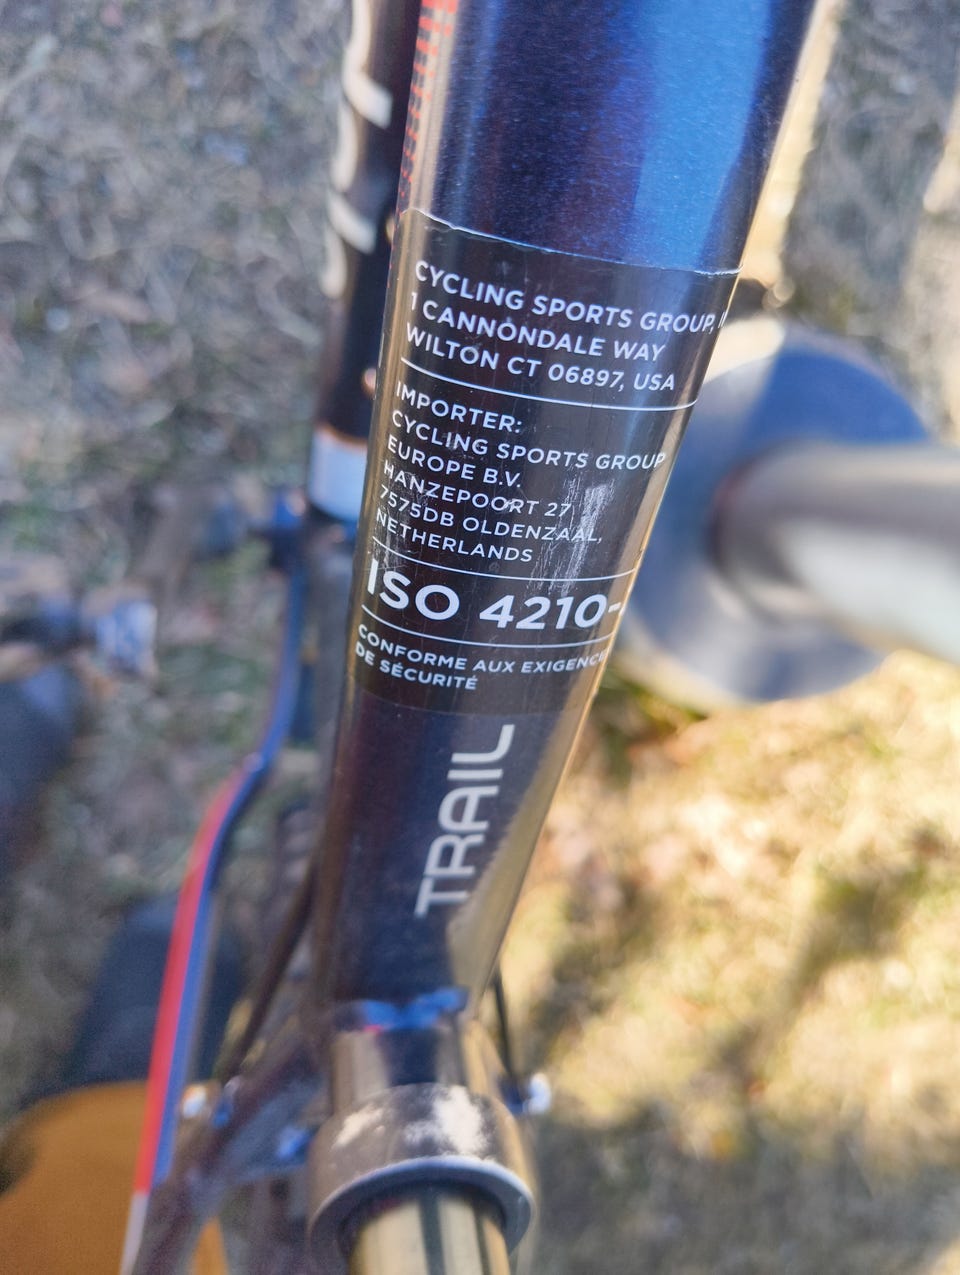 CYCLING SPORTS GROUP,
1 CANNONDALE WAY
WILTON CT 06897, USA
IMPORTER:
CYCLING SPORTS GROUP
EUROPE B.V.
HANZEPOORT 27
7575DB OLDENZAAL,
NETHERLANDS
ISO 4210-
CONFORME AUX EXIGENCE
DE SÉCURITÉ
TRAIL